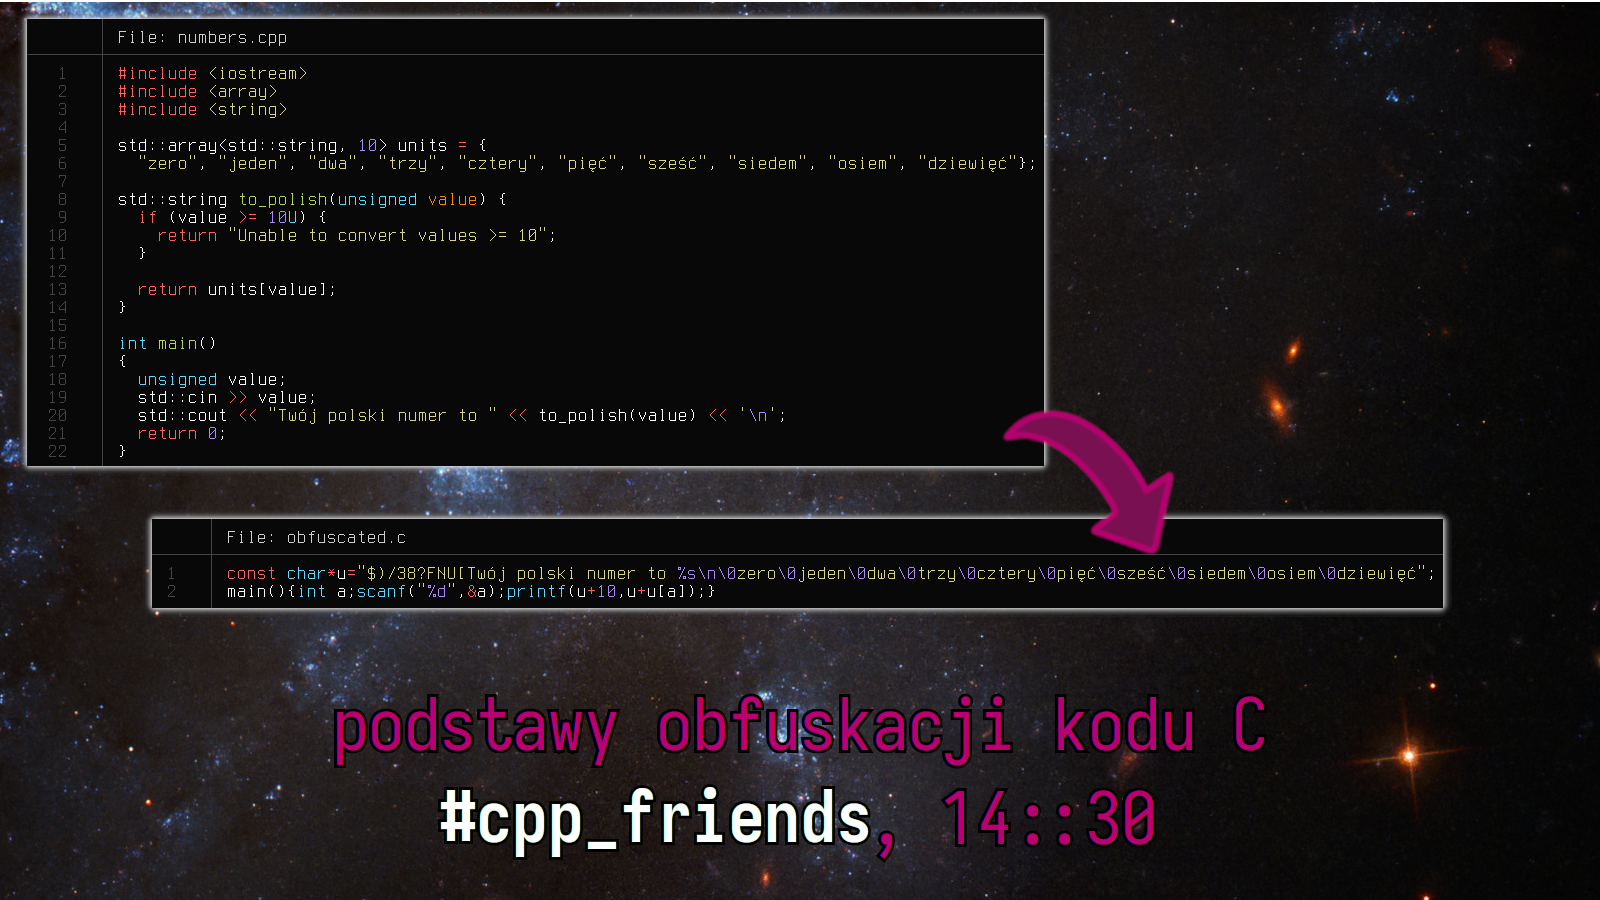 File: numbers.cpp
1 #include <iostream>
2 #include <array>
3 #include <string>
4
5 std::array<std::string, 10> units = {
6   "zero", "jeden", "dwa", "trzy", "cztery", "pięć", "sześć", "siedem", "osiem", "dziewięć"};
7
8 std::string to_polish(unsigned value) {
9   if (value >= 10U) {
10     return "Unable to convert values >= 10";
11   }
12
13   return units[value];
14 }
15
16 int main()
17 {
18   unsigned value;
19   std::cin >> value;
20   std::cout << "Twój polski numer to " << to_polish(value) << '\n';
21   return 0;
22 }
File: obfuscated.c
1 const char*u="$)/38?FNU[Twój polski numer to %s\n\0zero\0jeden\0dwa\0trzy\0cztery\0pięć\0sześć\0siedem\0osiem\0dziewięć";
2 main(){int a;scanf("%d",&a);printf(u+10,u+u[a]);}
podstawy obfuskacji kodu C
#cpp_friends, 14::30